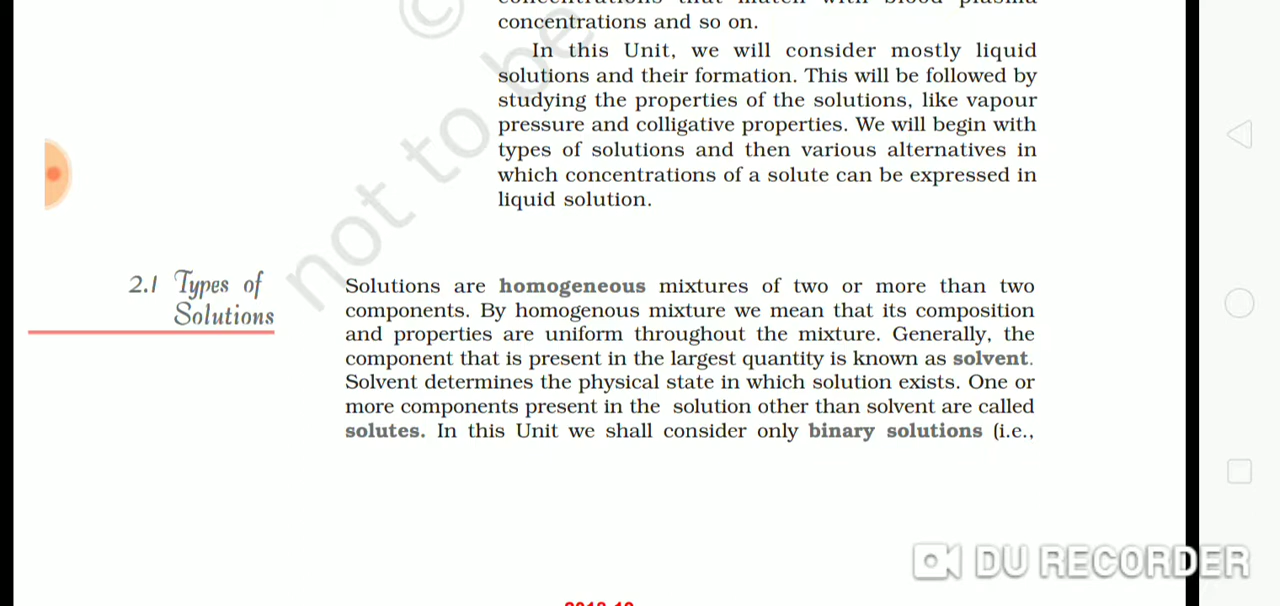 concentrations that match with blood plasma
concentrations and so on.
In this Unit, we will consider mostly liquid
solutions and their formation. This will be followed by
studying the properties of the solutions, like vapour
pressure and colligative properties. We will begin with
types of solutions and then various alternatives in
which concentrations of a solute can be expressed in
liquid solution.
2.1 Types of
Solutions
Solutions are homogeneous mixtures of two or more than two
components. By homogenous mixture we mean that its composition
and properties are uniform throughout the mixture. Generally, the
component that is present in the largest quantity is known as solvent.
Solvent determines the physical state in which solution exists. One or
more components present in the solution other than solvent are called
solutes. In this Unit we shall consider only binary solutions (i.e.,
©
not to be
DU RECORDER